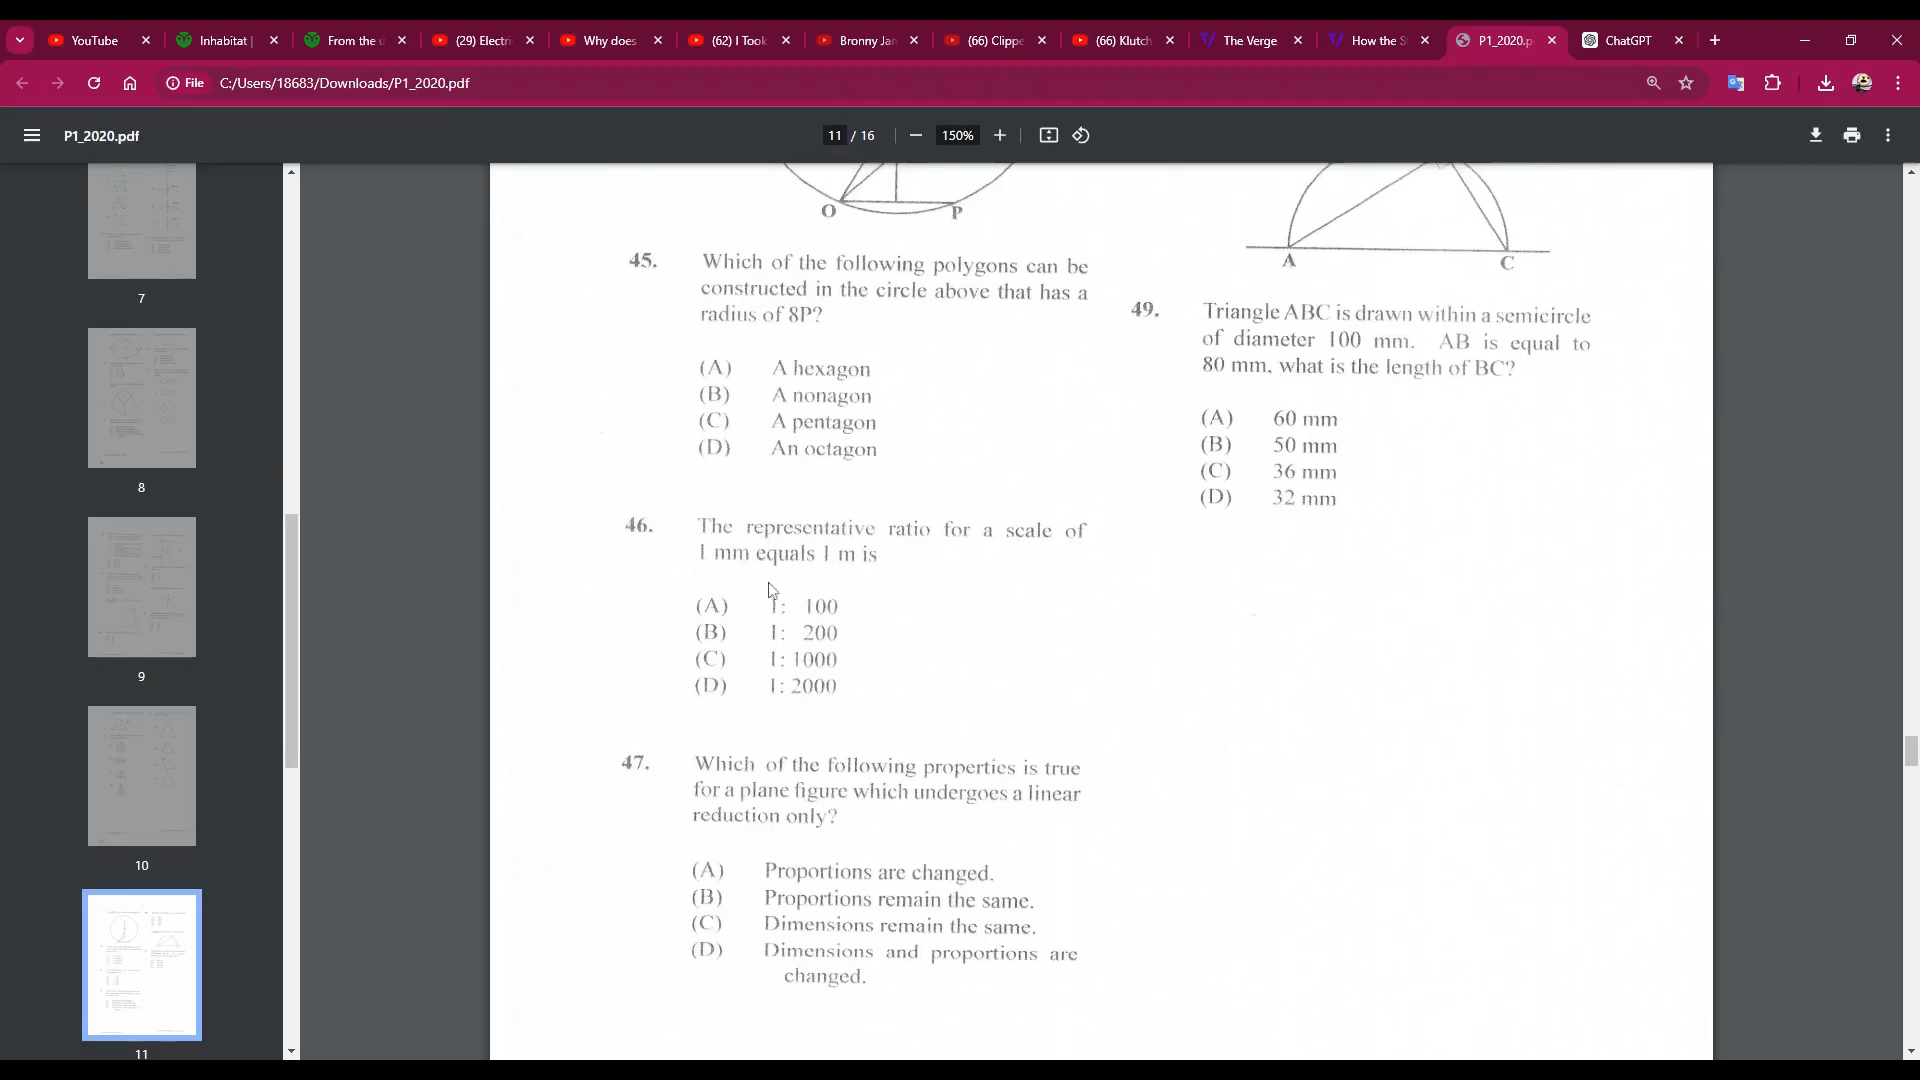 YouTube
Inhabitat |
From the u
(29) Electri
Why does
(62) I Took
Bronny Jan
(66) Clippe
(66) Klutch
The Verge
How the S
P1_2020.p
ChatGPT
File C:/Users/18683/Downloads/P1_2020.pdf
P1_2020.pdf
11 / 16
150%
7
8
9
10
11
O P
45. Which of the following polygons can be
constructed in the circle above that has a
radius of 8P?
(A) A hexagon
(B) A nonagon
(C) A pentagon
(D) An octagon
46. The representative ratio for a scale of
1 mm equals 1 m is
(A) 1: 100
(B) 1: 200
(C) 1: 1000
(D) 1: 2000
47. Which of the following properties is true
for a plane figure which undergoes a linear
reduction only?
(A) Proportions are changed.
(B) Proportions remain the same.
(C) Dimensions remain the same.
(D) Dimensions and proportions are
changed.
A C
49. Triangle ABC is drawn within a semicircle
of diameter 100 mm. AB is equal to
80 mm, what is the length of BC?
(A) 60 mm
(B) 50 mm
(C) 36 mm
(D) 32 mm